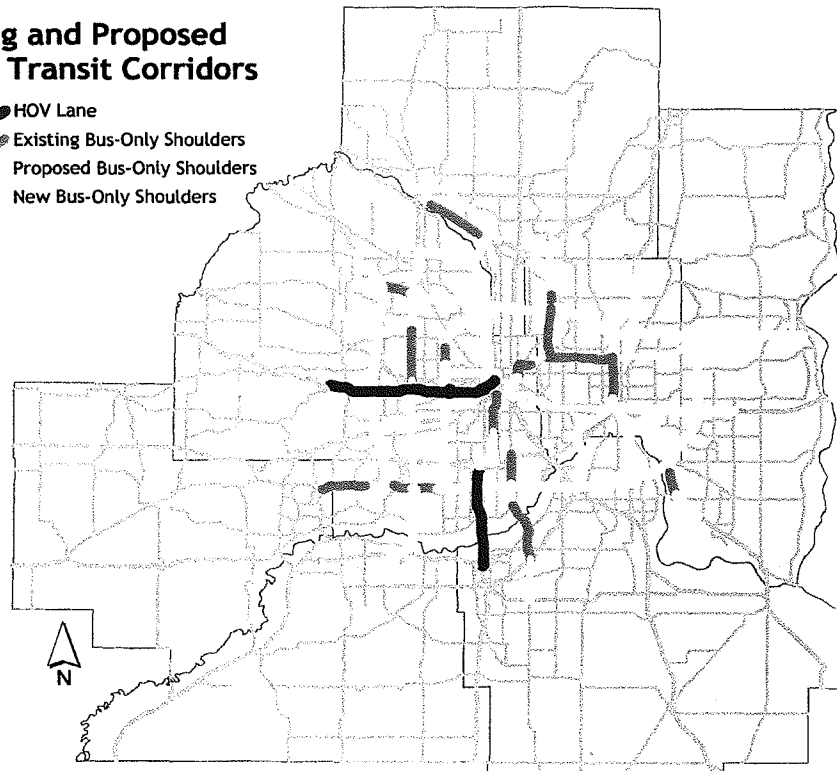 g and Proposed
Transit Corridors
HOV Lane
Existing Bus-Only Shoulders
Proposed Bus-Only Shoulders
New Bus-Only Shoulders
N